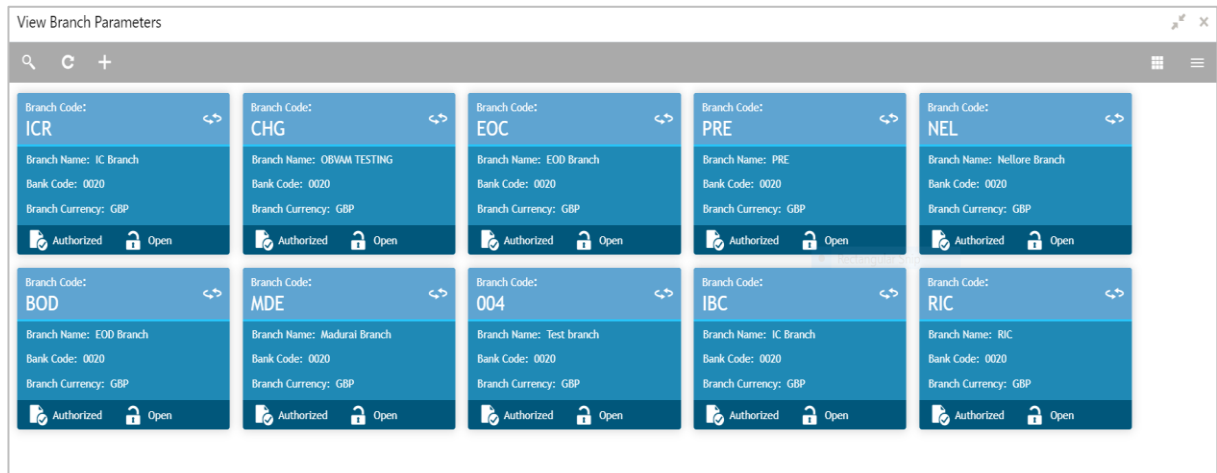 View Branch Parameters
Branch Code:
ICR
Branch Name: IC Branch
Bank Code: 0020
Branch Currency: GBP
Authorized Open
Branch Code:
CHG
Branch Name: OBVAM TESTING
Bank Code: 0020
Branch Currency: GBP
Authorized Open
Branch Code:
EOC
Branch Name: EOD Branch
Bank Code: 0020
Branch Currency: GBP
Authorized Open
Branch Code:
PRE
Branch Name: PRE
Bank Code: 0020
Branch Currency: GBP
Authorized Open
Branch Code:
NEL
Branch Name: Nellore Branch
Bank Code: 0020
Branch Currency: GBP
Authorized Open
Branch Code:
BOD
Branch Name: EOD Branch
Bank Code: 0020
Branch Currency: GBP
Authorized Open
Branch Code:
MDE
Branch Name: Madurai Branch
Bank Code: 0020
Branch Currency: GBP
Authorized Open
Branch Code:
004
Branch Name: Test branch
Bank Code: 0020
Branch Currency: GBP
Authorized Open
Branch Code:
IBC
Branch Name: IC Branch
Bank Code: 0020
Branch Currency: GBP
Authorized Open
Branch Code:
RIC
Branch Name: RIC
Bank Code: 0020
Branch Currency: GBP
Authorized Open